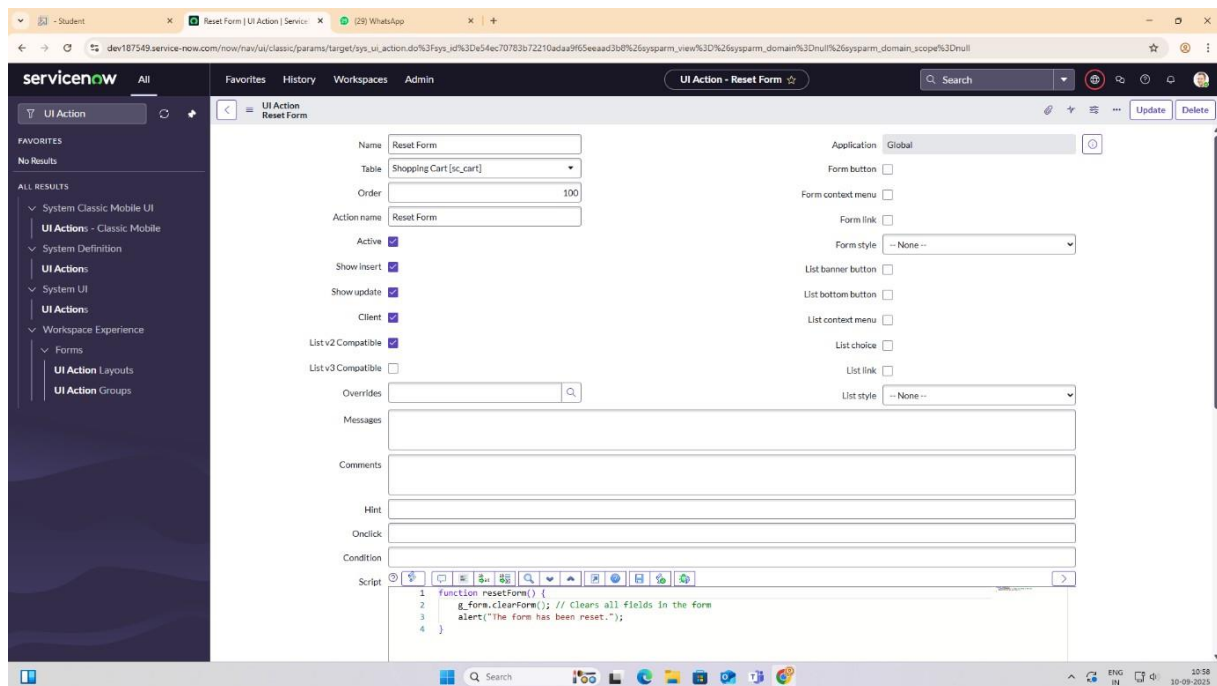 - Student
Reset Form | UI Action | Service
(29) WhatsApp
dev187549.service-now.com/now/nav/ui/classic/params/target/sys_ui_action.do%3Fsys_id%3De54ec70783b72210adaa9f65eeaad3b8%26sysparm_view%3D%26sysparm_domain%3Dnull%26sysparm_domain_scope%3Dnull
servicenow All Favorites History Workspaces Admin UI Action - Reset Form Search
UI Action
UI Action
Reset Form
Update Delete
FAVORITES
No Results
ALL RESULTS
System Classic Mobile UI
UI Actions - Classic Mobile
System Definition
UI Actions
System UI
UI Actions
Workspace Experience
Forms
UI Action Layouts
UI Action Groups
Name Reset Form
Table Shopping Cart [sc_cart]
Order 100
Action name Reset Form
Active
Show insert
Show update
Client
List v2 Compatible
List v3 Compatible
Overrides
Application Global
Form button
Form context menu
Form link
Form style -- None --
List banner button
List bottom button
List context menu
List choice
List link
List style -- None --
Messages
Comments
Hint
Onclick
Condition
Script
1 function resetForm() {
2 g_form.clearForm(); // Clears all fields in the form
3 alert("The form has been reset.");
4 }
Search
ENG
IN
10:58
10-09-2025